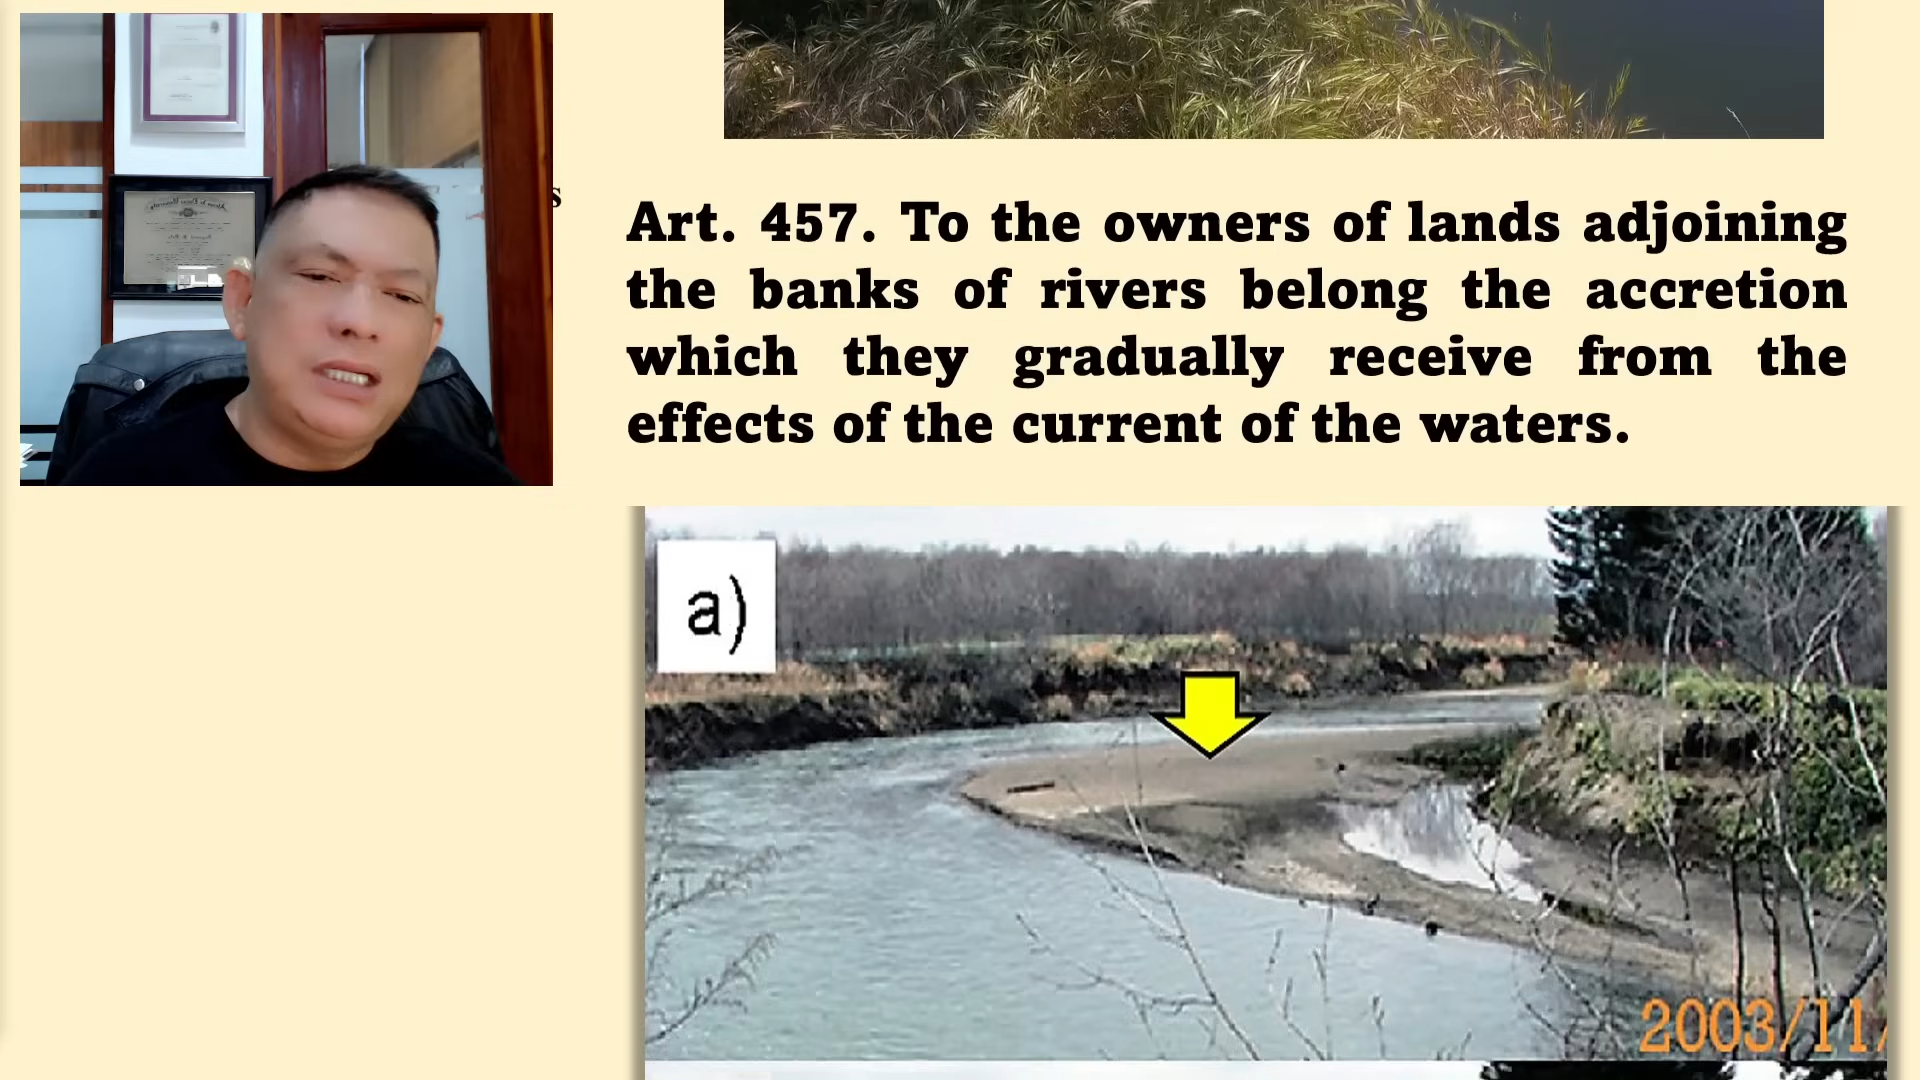 s
Art. 457. To the owners of lands adjoining
the banks of rivers belong the accretion
which they gradually receive from the
effects of the current of the waters.
a)
2003/11/